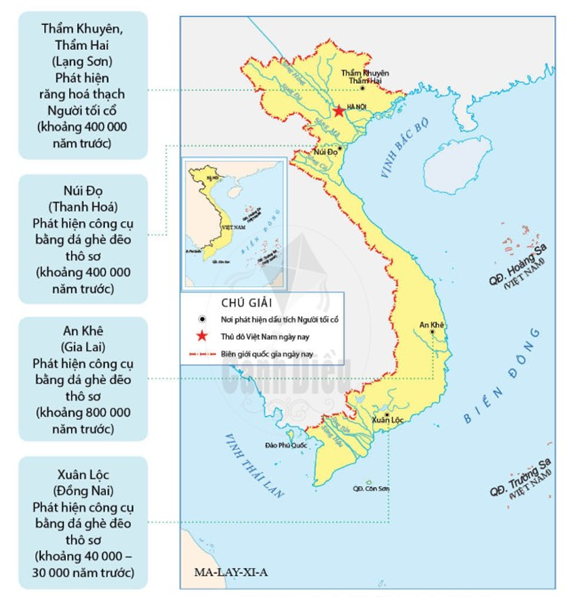 Thẩm Khuyên,
Thẩm Hai
(Lạng Sơn)
Phát hiện
răng hoá thạch
Người tối cổ
(khoảng 400 000
năm trước)
Núi Đọ
(Thanh Hoá)
Phát hiện công cụ
bằng đá ghè đẽo
thô sơ
(khoảng 400 000
năm trước)
An Khê
(Gia Lai)
Phát hiện công cụ
bằng đá ghè đẽo
thô sơ
(khoảng 800 000
năm trước)
Xuân Lộc
(Đồng Nai)
Phát hiện công cụ
bằng đá ghè đẽo
thô sơ
(khoảng 40 000 –
30 000 năm trước)
Thẩm Khuyên
Thẩm Hai
HÀ NỘI
Núi Đọ
VỊNH BẮC BỘ
VIỆT NAM
BIỂN ĐÔNG
QĐ. Hoàng Sa
(VIỆT NAM)
CHÚ GIẢI
Nơi phát hiện dấu tích Người tối cổ
Thủ đô Việt Nam ngày nay
Biên giới quốc gia ngày nay
Cánh Diều
An Khê
BIỂN ĐÔNG
Xuân Lộc
Đảo Phú Quốc
VỊNH THÁI LAN
QĐ. Côn Sơn
QĐ. Trường Sa
(VIỆT NAM)
MA-LAY-XI-A